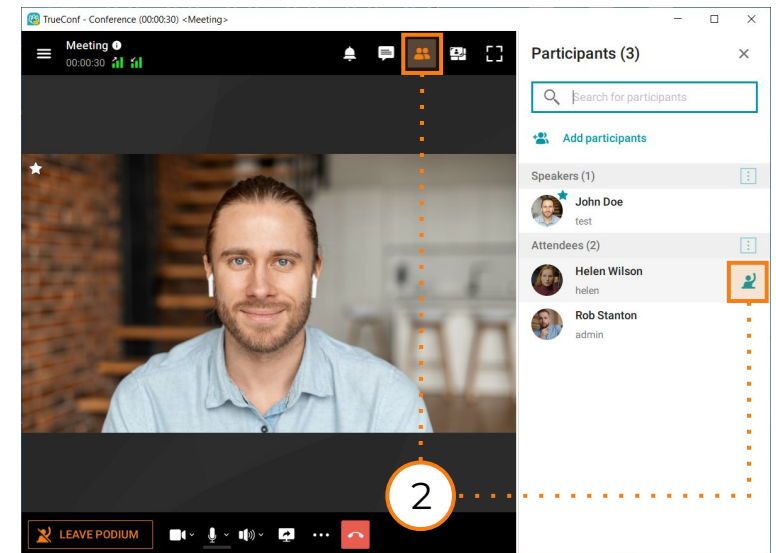 TrueConf - Conference (00:00:30) <Meeting>
Meeting
00:00:30
Participants (3)
Search for participants
Add participants
Speakers (1)
John Doe
test
Attendees (2)
Helen Wilson
helen
Rob Stanton
admin
2
LEAVE PODIUM